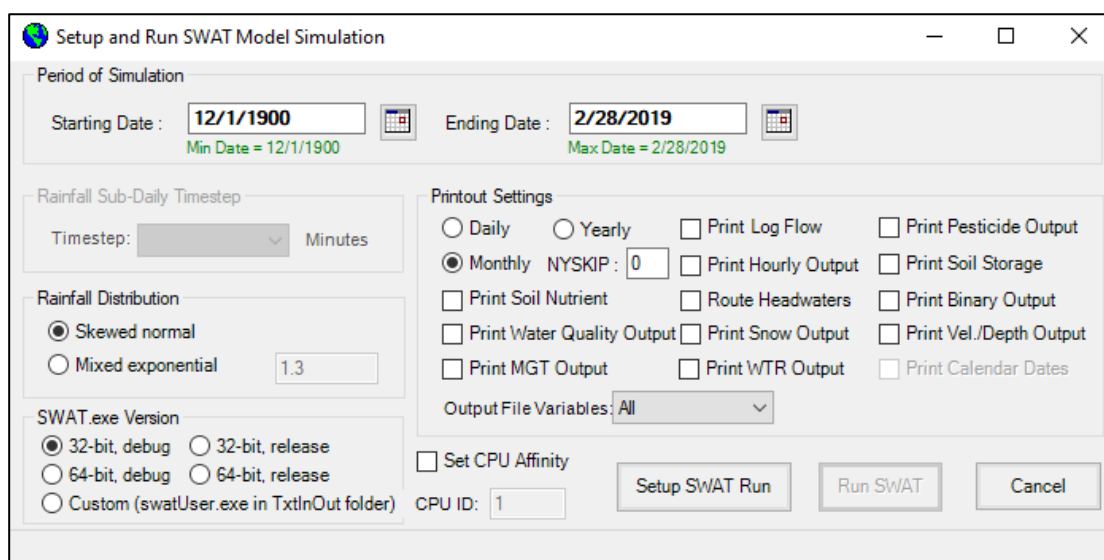 Setup and Run SWAT Model Simulation
Period of Simulation
Starting Date : 12/1/1900 Ending Date : 2/28/2019
Min Date = 12/1/1900 Max Date = 2/28/2019
Rainfall Sub-Daily Timestep
Timestep: Minutes
Rainfall Distribution
Skewed normal
Mixed exponential 1.3
SWAT.exe Version
32-bit, debug 32-bit, release
64-bit, debug 64-bit, release
Custom (swatUser.exe in TxtInOut folder)
Printout Settings
Daily Yearly Print Log Flow Print Pesticide Output
Monthly NYSKIP : 0 Print Hourly Output Print Soil Storage
Print Soil Nutrient Route Headwaters Print Binary Output
Print Water Quality Output Print Snow Output Print Vel./Depth Output
Print MGT Output Print WTR Output Print Calendar Dates
Output File Variables: All
Set CPU Affinity
CPU ID: 1
Setup SWAT Run Run SWAT Cancel